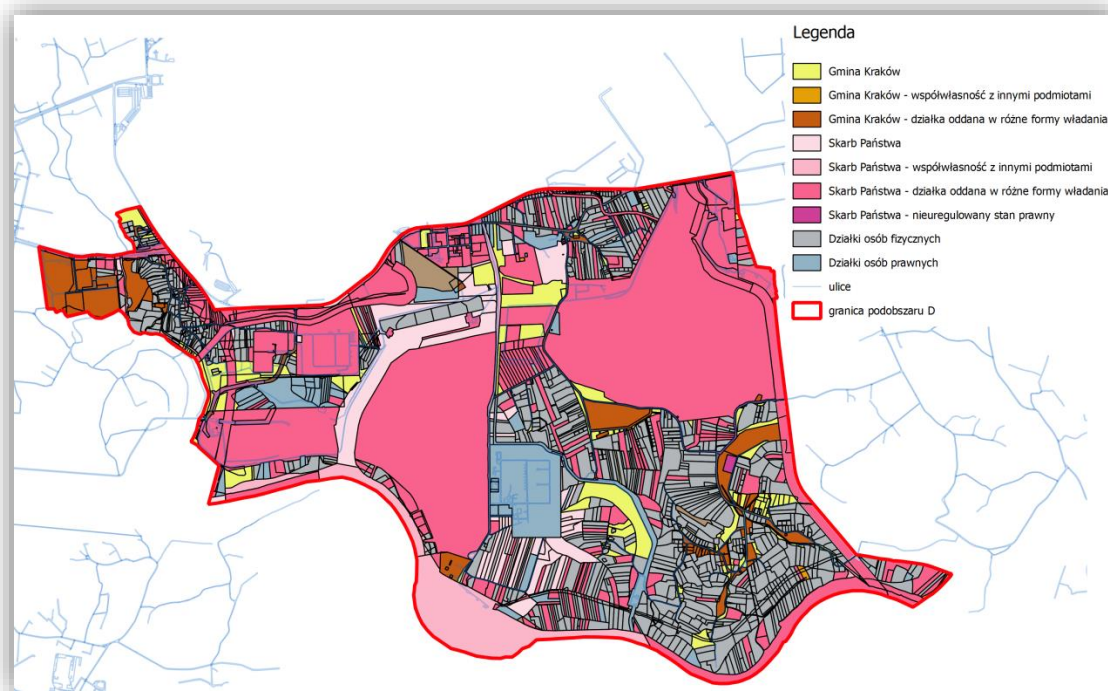 Legenda
Gmina Kraków
Gmina Kraków - współwłasność z innymi podmiotami
Gmina Kraków - działka oddana w różne formy władania
Skarb Państwa
Skarb Państwa - współwłasność z innymi podmiotami
Skarb Państwa - działka oddana w różne formy władania
Skarb Państwa - nieuregulowany stan prawny
Działki osób fizycznych
Działki osób prawnych
ulice
granica podobszaru D